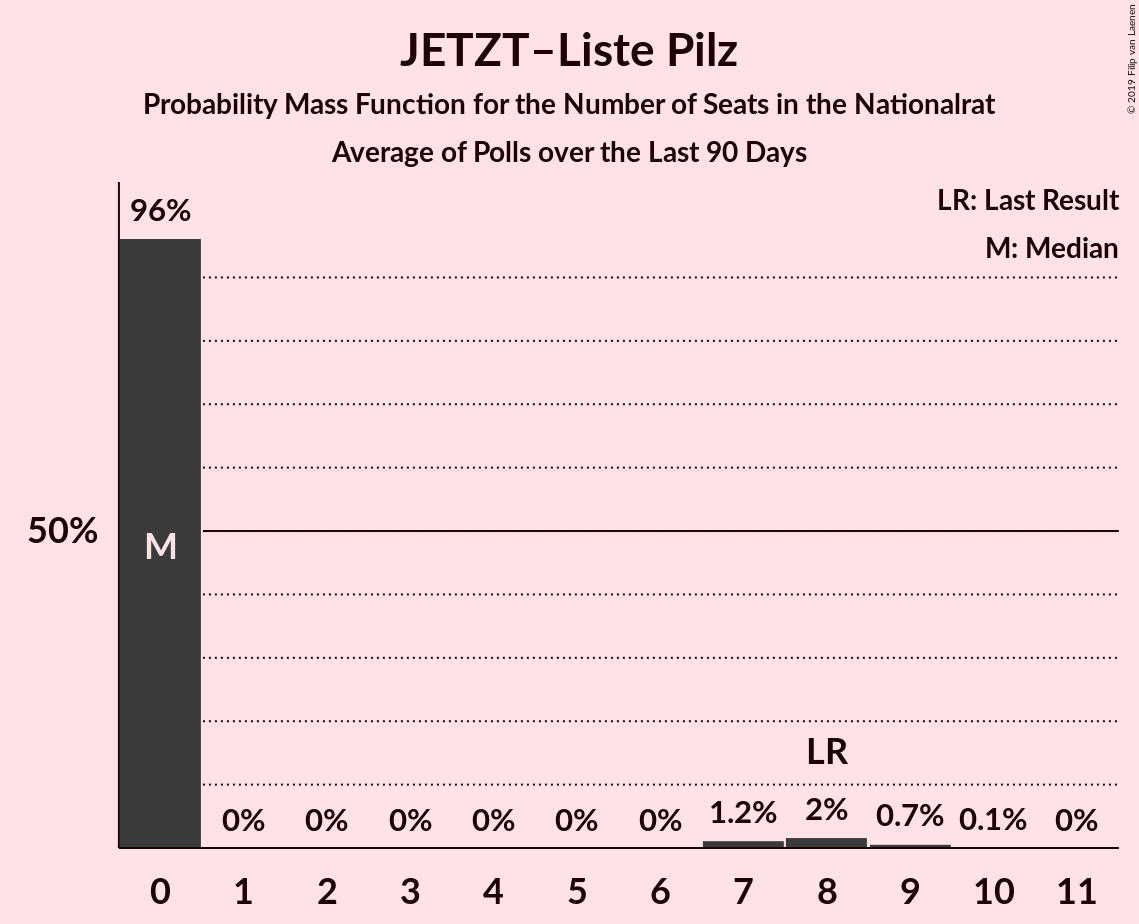 JETZT–Liste Pilz
Probability Mass Function for the Number of Seats in the Nationalrat
Average of Polls over the Last 90 Days
© 2019 Filip van Laenen
LR: Last Result
M: Median
96%
50%
M
LR
0% 0% 0% 0% 0% 0% 1.2% 2% 0.7% 0.1% 0%
0 1 2 3 4 5 6 7 8 9 10 11